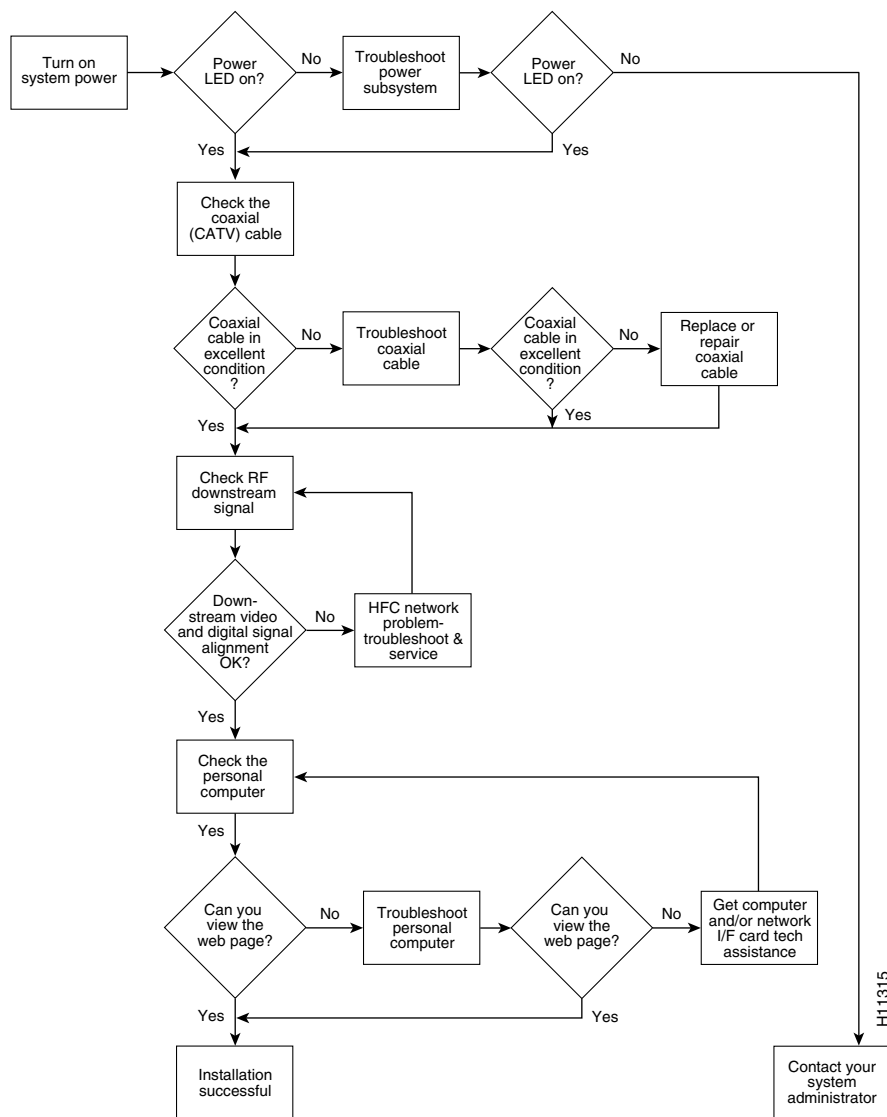 Turn on
system power
Power
LED on?
No
Troubleshoot
power
subsystem
Power
LED on?
No
Yes
Yes
Check the
coaxial
(CATV) cable
Coaxial
cable in
excellent
condition
?
No
Troubleshoot
coaxial
cable
Coaxial
cable in
excellent
condition
?
No
Replace or
repair
coaxial
cable
Yes
Yes
Check RF
downstream
signal
Down-
stream video
and digital signal
alignment
OK?
No
HFC network
problem-
troubleshoot &
service
Yes
Check the
personal
computer
Yes
Can you
view the
web page?
No
Troubleshoot
personal
computer
Can you
view the
web page?
No
Get computer
and/or network
I/F card tech
assistance
Yes
Yes
Installation
successful
Contact your
system
administrator
H11315